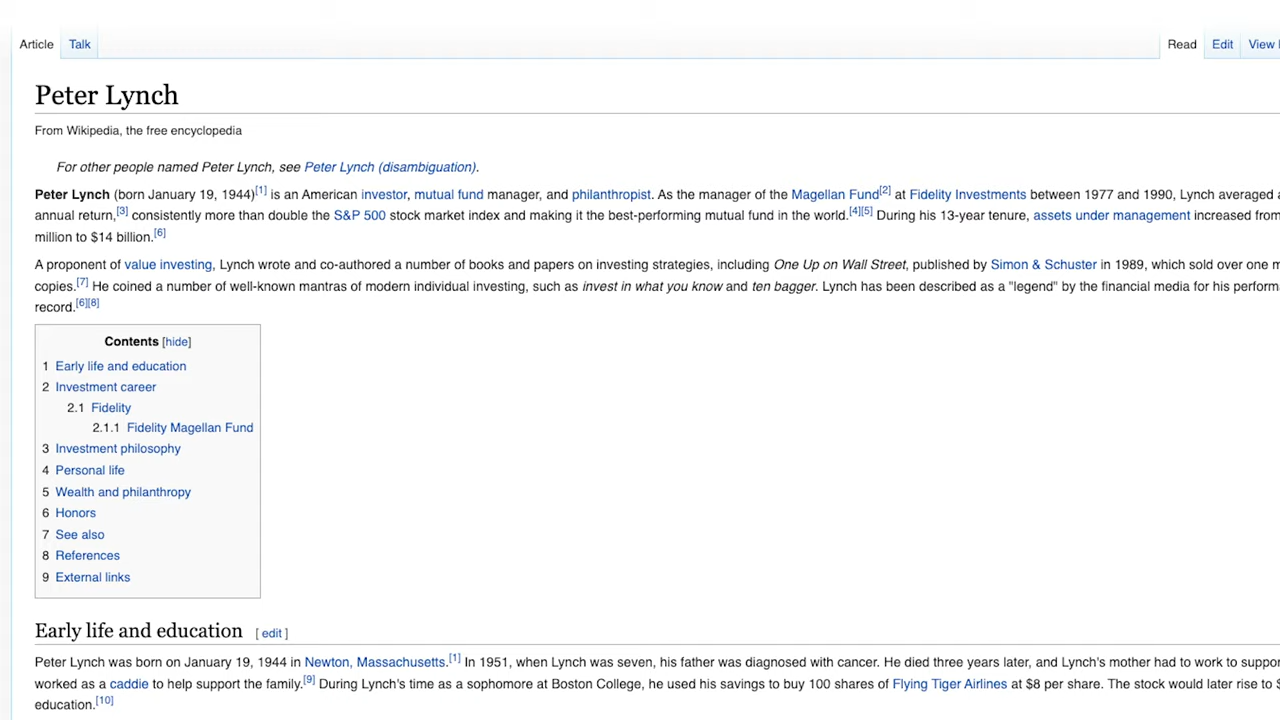 Article Talk Read Edit View
Peter Lynch
From Wikipedia, the free encyclopedia
For other people named Peter Lynch, see Peter Lynch (disambiguation).
Peter Lynch (born January 19, 1944)[1] is an American investor, mutual fund manager, and philanthropist. As the manager of the Magellan Fund[2] at Fidelity Investments between 1977 and 1990, Lynch averaged a
annual return,[3] consistently more than double the S&P 500 stock market index and making it the best-performing mutual fund in the world.[4][5] During his 13-year tenure, assets under management increased from
million to $14 billion.[6]
A proponent of value investing, Lynch wrote and co-authored a number of books and papers on investing strategies, including One Up on Wall Street, published by Simon & Schuster in 1989, which sold over one m
copies.[7] He coined a number of well-known mantras of modern individual investing, such as invest in what you know and ten bagger. Lynch has been described as a "legend" by the financial media for his performa
record.[6][8]
Contents [hide]
1 Early life and education
2 Investment career
2.1 Fidelity
2.1.1 Fidelity Magellan Fund
3 Investment philosophy
4 Personal life
5 Wealth and philanthropy
6 Honors
7 See also
8 References
9 External links
Early life and education [ edit ]
Peter Lynch was born on January 19, 1944 in Newton, Massachusetts.[1] In 1951, when Lynch was seven, his father was diagnosed with cancer. He died three years later, and Lynch's mother had to work to suppor
worked as a caddie to help support the family.[9] During Lynch's time as a sophomore at Boston College, he used his savings to buy 100 shares of Flying Tiger Airlines at $8 per share. The stock would later rise to $
education.[10]